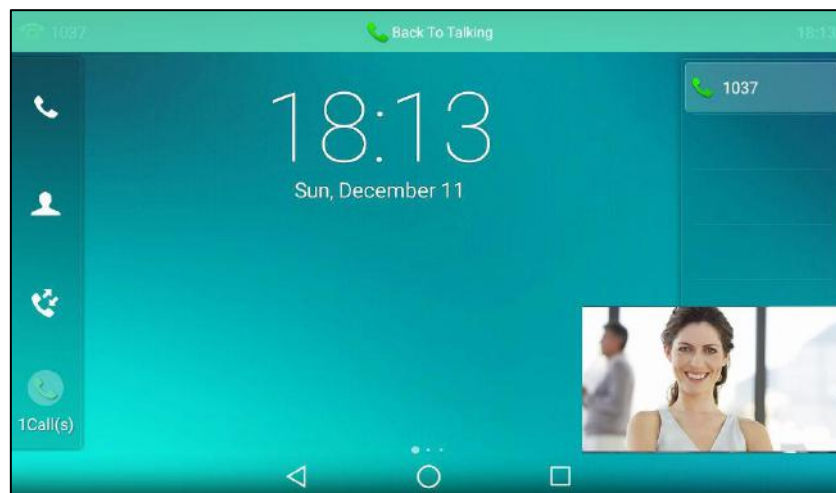 1037
Back To Talking
18:13
18:13
Sun, December 11
1037
1Call(s)